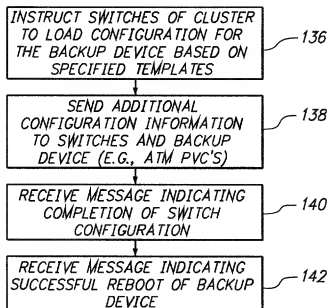 INSTRUCT SWITCHES OF CLUSTER
TO LOAD CONFIGURATION FOR
THE BACKUP DEVICE BASED ON
SPECIFIED TEMPLATES
136
SEND ADDITIONAL
CONFIGURATION INFORMATION
TO SWITCHES AND BACKUP
DEVICE (E.G., ATM PVC'S)
138
RECEIVE MESSAGE INDICATING
COMPLETION OF SWITCH
CONFIGURATION
140
RECEIVE MESSAGE INDICATING
SUCCESSFUL REBOOT OF BACKUP
DEVICE
142